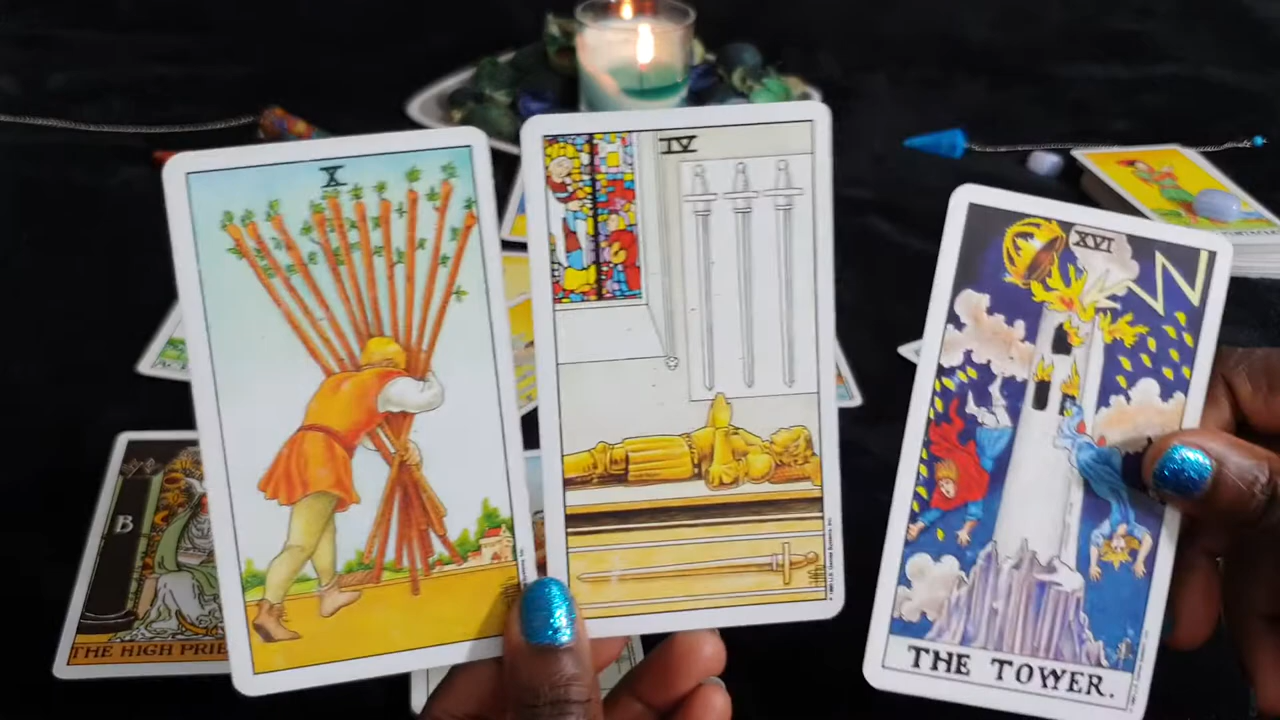 X
IV
XVI
B
THE HIGH PRIE
THE TOWER.